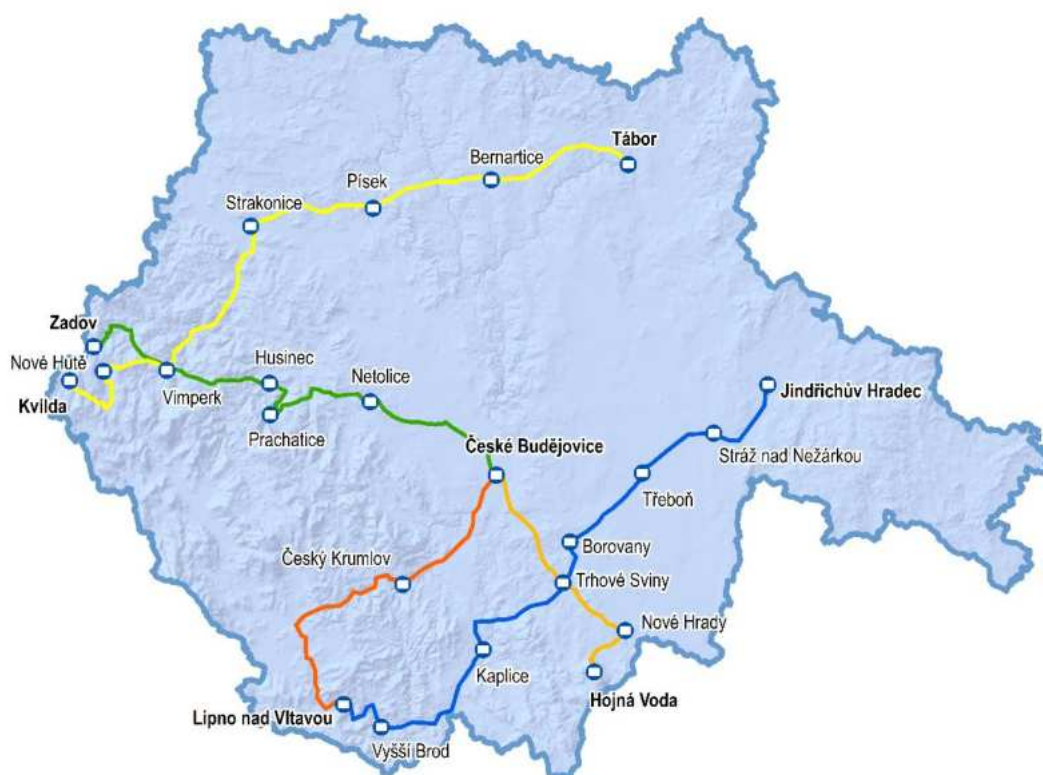 Tábor
Bernartice
Písek
Strakonice
Zadov
Nové Hůtě
Kvilda
Vimperk
Husinec
Prachatice
Netolice
České Budějovice
Jindřichův Hradec
Stráž nad Nežárkou
Třeboň
Borovany
Trhové Sviny
Český Krumlov
Nové Hrady
Kaplice
Hojná Voda
Lipno nad Vltavou
Vyšší Brod